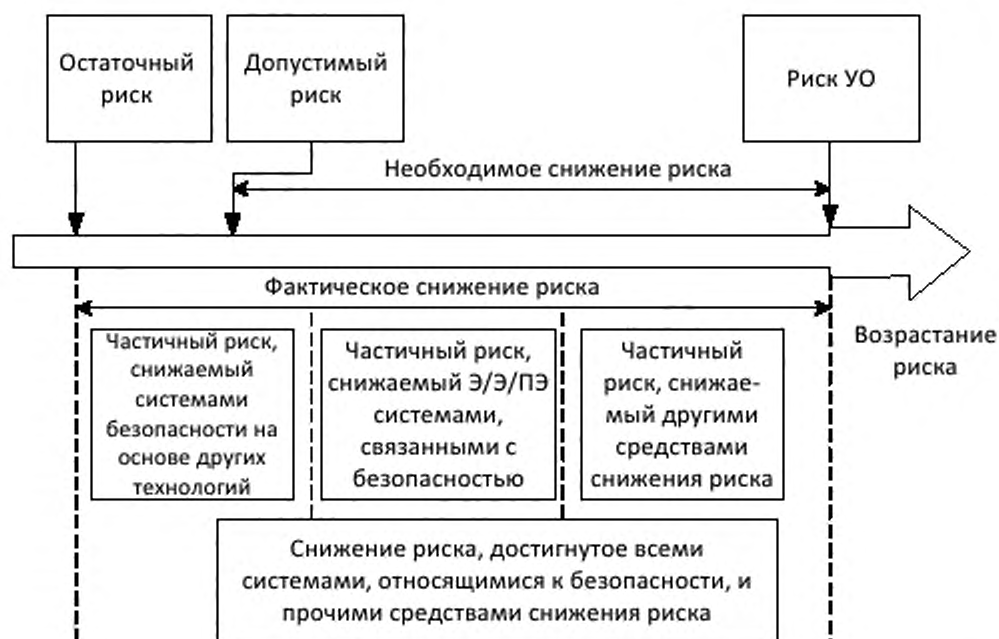 Остаточный
риск
Допустимый
риск
Риск УО
Необходимое снижение риска
Фактическое снижение риска
Возрастание
риска
Частичный риск,
снижаемый
системами
безопасности на
основе других
технологий
Частичный риск,
снижаемый Э/Э/ПЭ
системами,
связанными с
безопасностью
Частичный
риск, снижае-
мый другими
средствами
снижения риска
Снижение риска, достигнутое всеми
системами, относящимися к безопасности, и
прочими средствами снижения риска